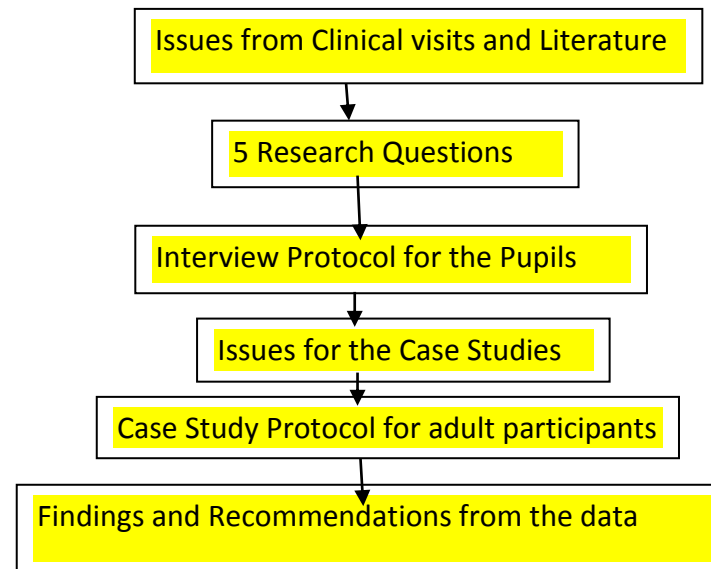 Issues from Clinical visits and Literature
5 Research Questions
Interview Protocol for the Pupils
Issues for the Case Studies
Case Study Protocol for adult participants
Findings and Recommendations from the data